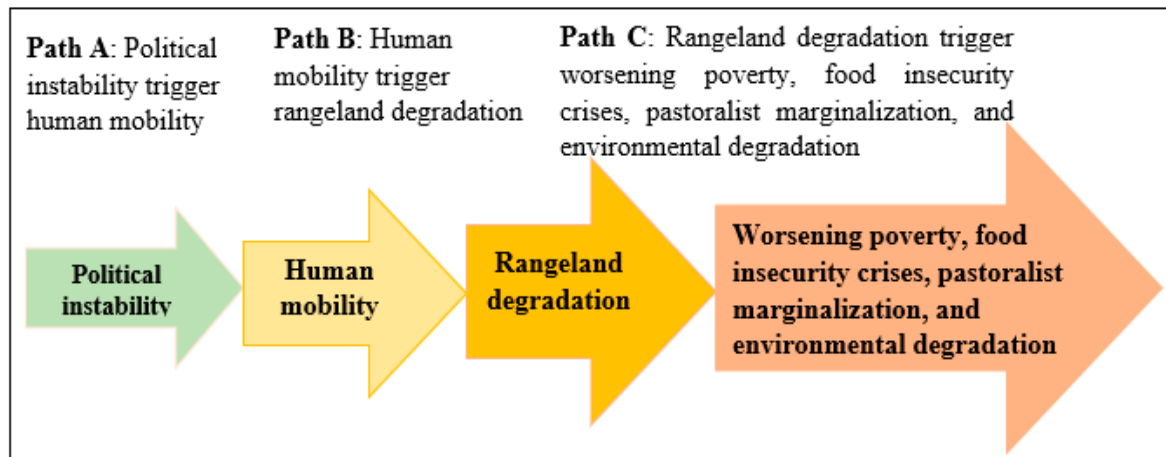 Path A: Political
instability trigger
human mobility
Path B: Human
mobility trigger
rangeland degradation
Path C: Rangeland degradation trigger
worsening poverty, food insecurity
crises, pastoralist marginalization, and
environmental degradation
Political
instability
Human
mobility
Rangeland
degradation
Worsening poverty, food
insecurity crises, pastoralist
marginalization, and
environmental degradation